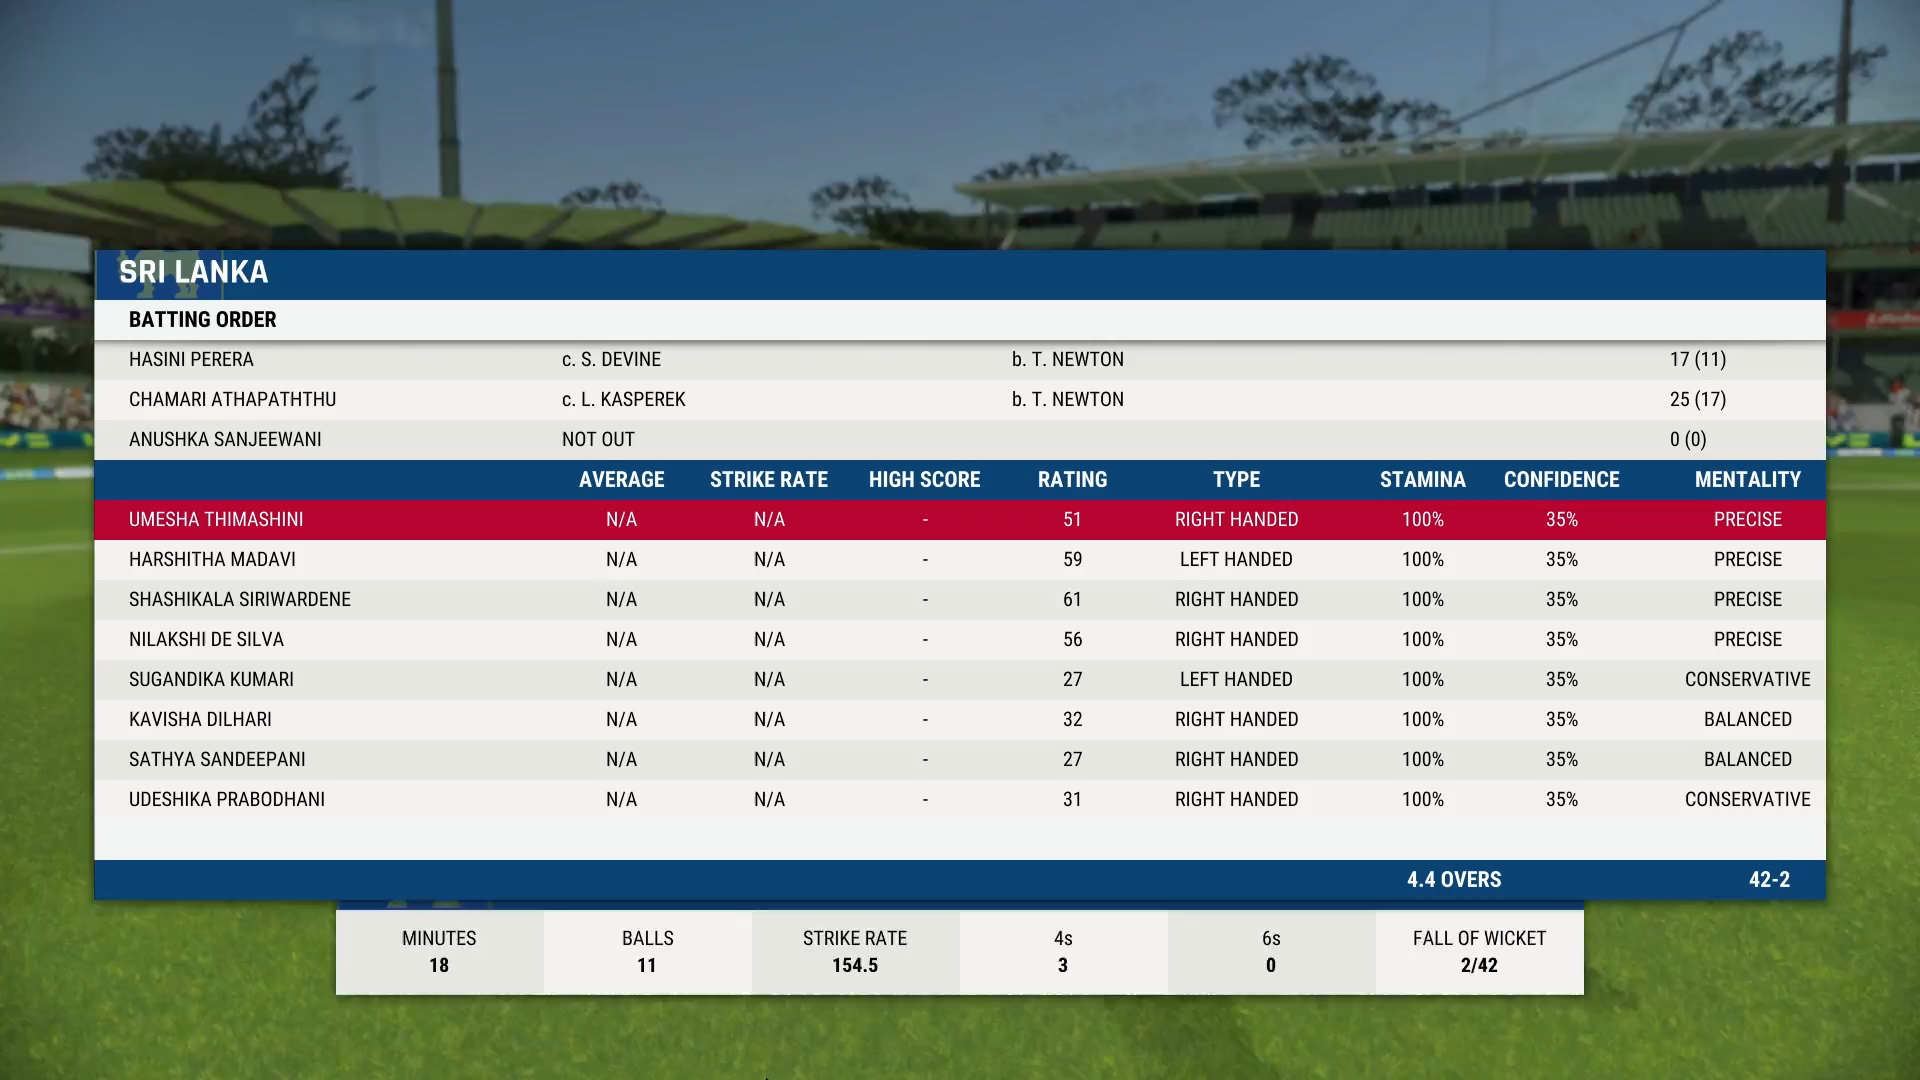 SRI LANKA
BATTING ORDER
HASINI PERERA c. S. DEVINE b. T. NEWTON 17 (11)
CHAMARI ATHAPATHTHU c. L. KASPEREK b. T. NEWTON 25 (17)
ANUSHKA SANJEEWANI NOT OUT 0 (0)
AVERAGE STRIKE RATE HIGH SCORE RATING TYPE STAMINA CONFIDENCE MENTALITY
UMESHA THIMASHINI N/A N/A - 51 RIGHT HANDED 100% 35% PRECISE
HARSHITHA MADAVI N/A N/A - 59 LEFT HANDED 100% 35% PRECISE
SHASHIKALA SIRIWARDENE N/A N/A - 61 RIGHT HANDED 100% 35% PRECISE
NILAKSHI DE SILVA N/A N/A - 56 RIGHT HANDED 100% 35% PRECISE
SUGANDIKA KUMARI N/A N/A - 27 LEFT HANDED 100% 35% CONSERVATIVE
KAVISHA DILHARI N/A N/A - 32 RIGHT HANDED 100% 35% BALANCED
SATHYA SANDEEPANI N/A N/A - 27 RIGHT HANDED 100% 35% BALANCED
UDESHIKA PRABODHANI N/A N/A - 31 RIGHT HANDED 100% 35% CONSERVATIVE
4.4 OVERS 42-2
MINUTES BALLS STRIKE RATE 4s 6s FALL OF WICKET
18 11 154.5 3 0 2/42